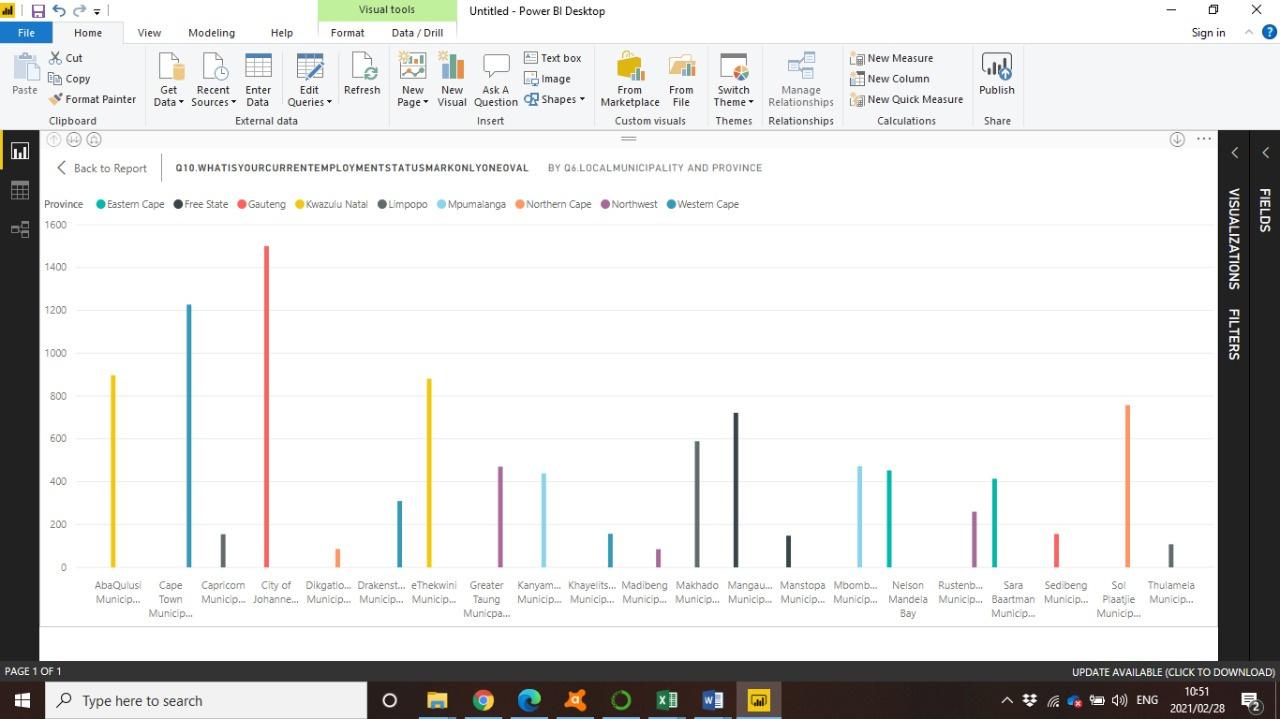 Visual tools Untitled - Power BI Desktop
File Home View Modeling Help Format Data / Drill Sign in
Paste Cut Copy Format Painter
Get Data Recent Sources Enter Data Edit Queries Refresh
New Page New Visual Ask A Question Text box Image Shapes
From Marketplace From File Switch Theme Manage Relationships
New Measure New Column New Quick Measure Publish
Clipboard External data Insert Custom visuals Themes Relationships Calculations Share
Back to Report Q10.WHATISYOURCURRENTEMPLOYMENTSTATUSMARKONLYONEOVAL BY Q6.LOCALMUNICIPALITY AND PROVINCE
Province Eastern Cape Free State Gauteng Kwazulu Natal Limpopo Mpumalanga Northern Cape Northwest Western Cape
1600
1400
1200
1000
800
600
400
200
0
AbaQulusi Municip...
Cape Town Municip...
Capricorn Municip...
City of Johanne...
Dikgatlo... Municip...
Drakenst... Municip...
eThekwini Municip...
Greater Taung Municpa...
Kanyam... Municip...
Khayelits... Municip...
Madibeng Municip...
Makhado Municip...
Mangau... Municip...
Manstopa Municip...
Mbomb... Municip...
Nelson Mandela Bay
Rustenb... Municip...
Sara Baartman Municip...
Sedibeng Municip...
Sol Plaatjie Municip...
Thulamela Municip...
VISUALIZATIONS
FILTERS
FIELDS
PAGE 1 OF 1 UPDATE AVAILABLE (CLICK TO DOWNLOAD)
Type here to search ENG 10:51
2021/02/28 2